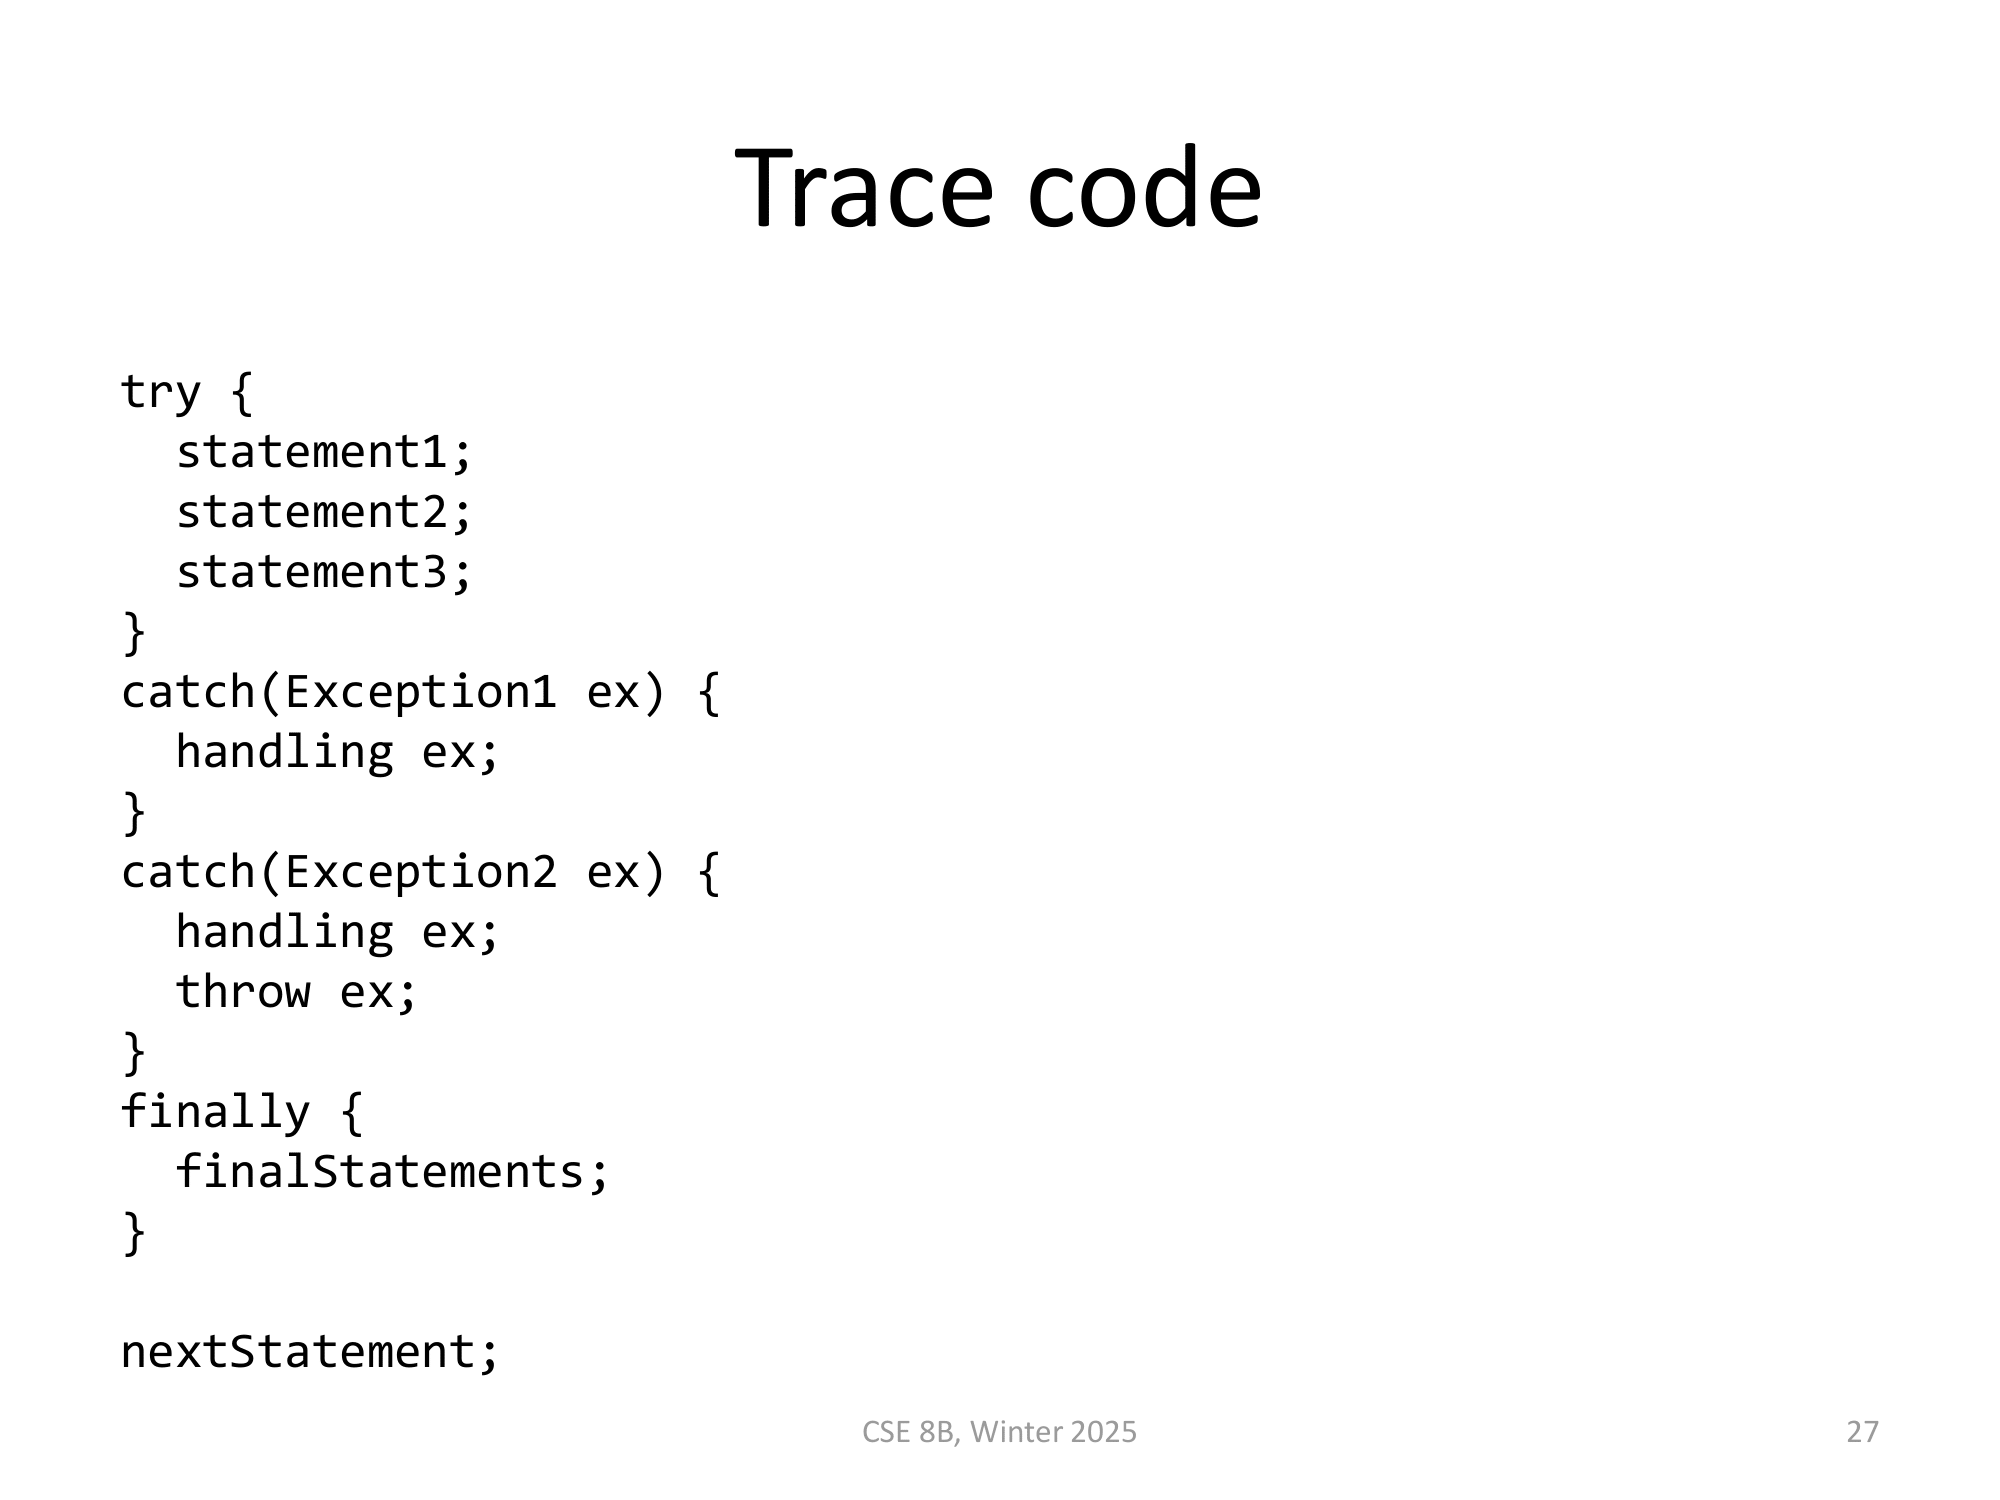 Trace code
try {
  statement1;
  statement2;
  statement3;
}
catch(Exception1 ex) {
  handling ex;
}
catch(Exception2 ex) {
  handling ex;
  throw ex;
}
finally {
  finalStatements;
}

nextStatement;
CSE 8B, Winter 2025
27